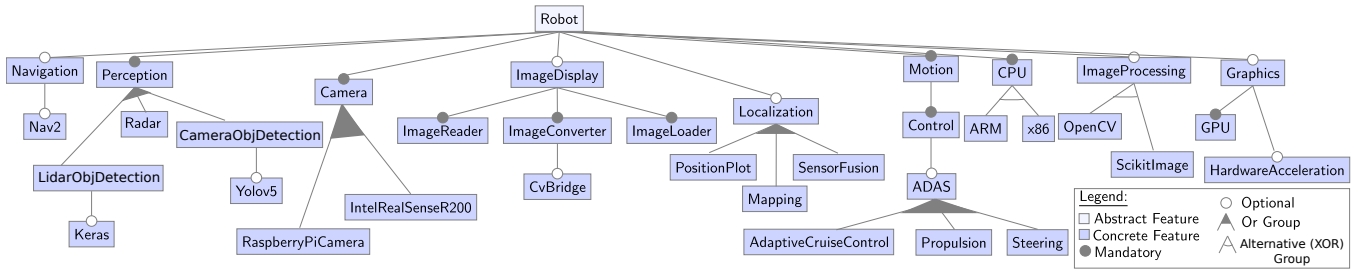 Robot
Navigation
Perception
Camera
ImageDisplay
Localization
Motion
CPU
ImageProcessing
Graphics
Nav2
Radar
CameraObjDetection
LidarObjDetection
Yolov5
Keras
RaspberryPiCamera
IntelRealSenseR200
ImageReader
ImageConverter
ImageLoader
CvBridge
PositionPlot
Mapping
SensorFusion
Control
ADAS
AdaptiveCruiseControl
Propulsion
Steering
ARM
x86
OpenCV
ScikitImage
GPU
HardwareAcceleration
Legend:
Abstract Feature
Concrete Feature
Mandatory
Optional
Or Group
Alternative (XOR)
Group